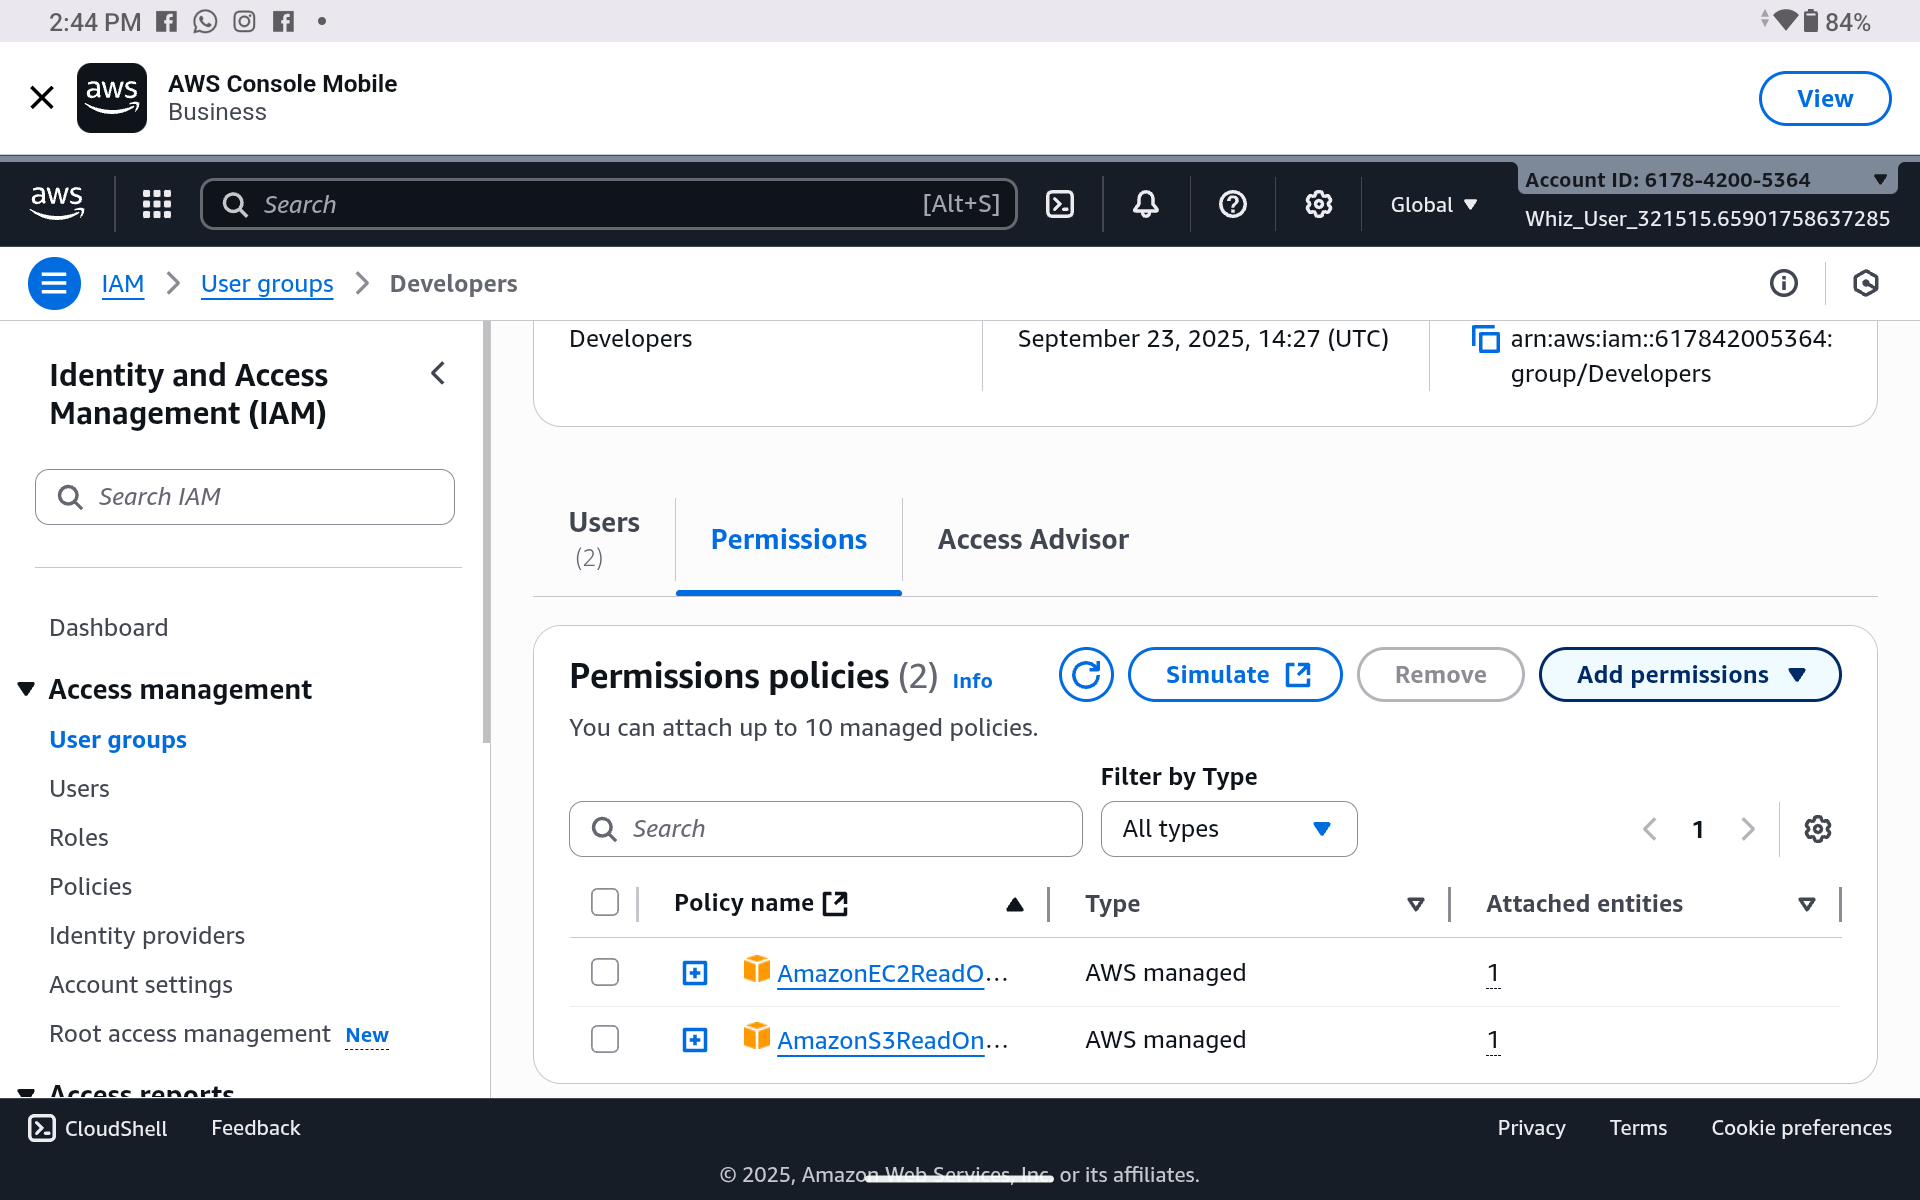 2:44 PM
84%
aws
AWS Console Mobile
Business
View
aws
Search [Alt+S]
Global
Account ID: 6178-4200-5364
Whiz_User_321515.65901758637285
IAM User groups Developers
Identity and Access
Management (IAM)
Search IAM
Dashboard
Access management
User groups
Users
Roles
Policies
Identity providers
Account settings
Root access management New
Access reports
Developers
September 23, 2025, 14:27 (UTC)
arn:aws:iam::617842005364:
group/Developers
Users
(2)
Permissions
Access Advisor
Permissions policies (2) Info
Simulate
Remove
Add permissions
You can attach up to 10 managed policies.
Filter by Type
Search
All types
1
Policy name Type Attached entities
AmazonEC2ReadO... AWS managed 1
AmazonS3ReadOn... AWS managed 1
CloudShell Feedback
Privacy Terms Cookie preferences
© 2025, Amazon Web Services, Inc. or its affiliates.